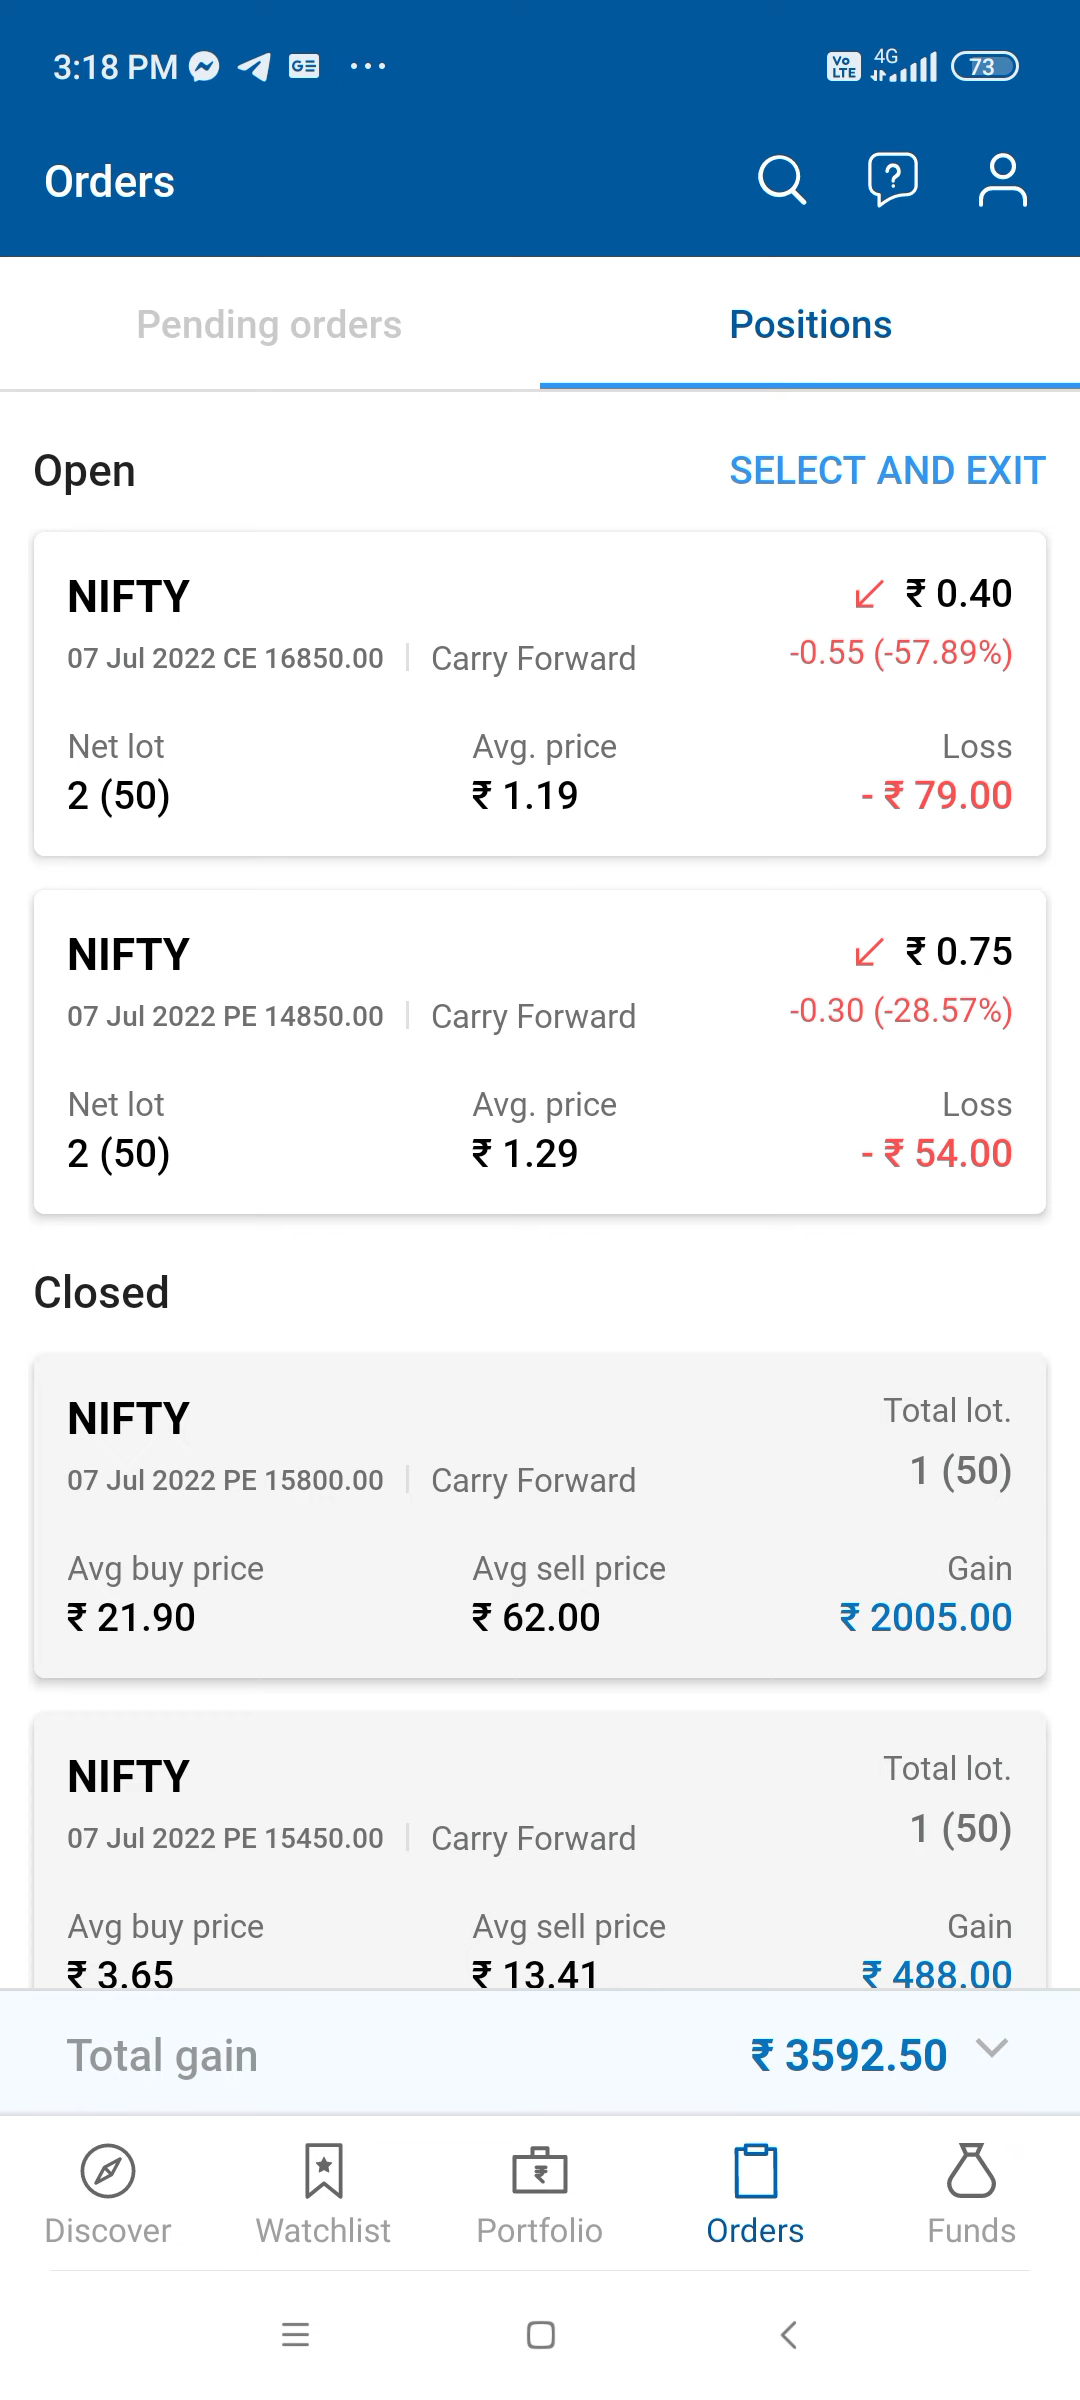 3:18 PM ... Vo LTE 4G 73
Orders
Pending orders Positions
Open SELECT AND EXIT
NIFTY ₹ 0.40
07 Jul 2022 CE 16850.00 | Carry Forward -0.55 (-57.89%)
Net lot Avg. price Loss
2 (50) ₹ 1.19 - ₹ 79.00
NIFTY ₹ 0.75
07 Jul 2022 PE 14850.00 | Carry Forward -0.30 (-28.57%)
Net lot Avg. price Loss
2 (50) ₹ 1.29 - ₹ 54.00
Closed
NIFTY Total lot.
07 Jul 2022 PE 15800.00 | Carry Forward 1 (50)
Avg buy price Avg sell price Gain
₹ 21.90 ₹ 62.00 ₹ 2005.00
NIFTY Total lot.
07 Jul 2022 PE 15450.00 | Carry Forward 1 (50)
Avg buy price Avg sell price Gain
₹ 3.65 ₹ 13.41 ₹ 488.00
Total gain ₹ 3592.50
Discover Watchlist Portfolio Orders Funds